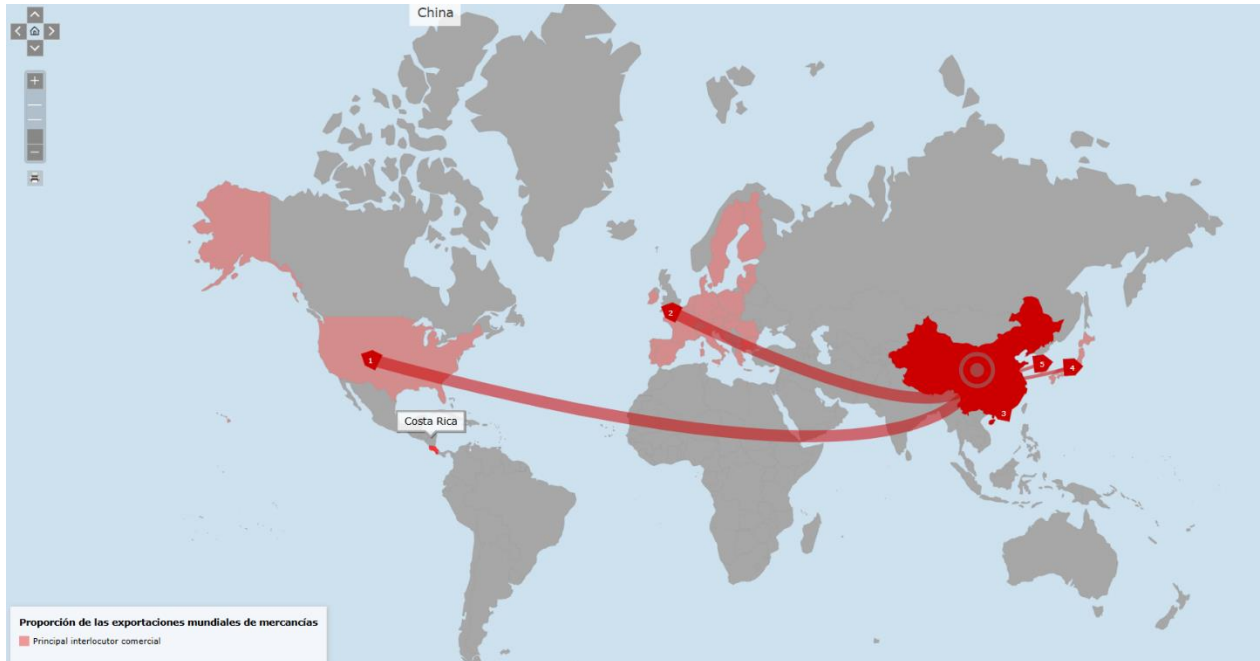 China
1
2
5
4
3
Costa Rica
Proporción de las exportaciones mundiales de mercancías
Principal interlocutor comercial